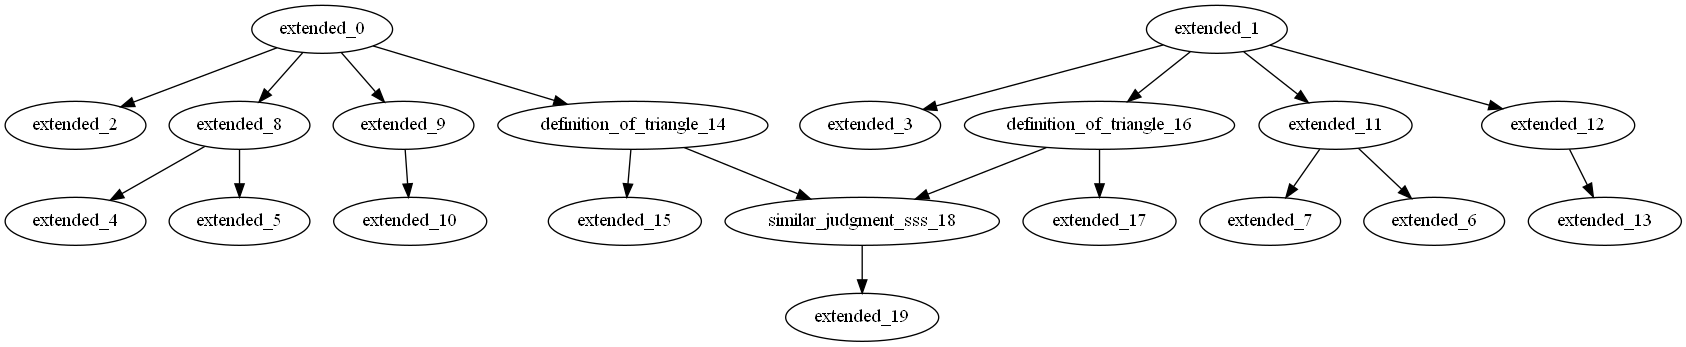 extended_0
extended_1
extended_2
extended_8
extended_9
definition_of_triangle_14
extended_3
definition_of_triangle_16
extended_11
extended_12
extended_4
extended_5
extended_10
extended_15
similar_judgment_sss_18
extended_17
extended_7
extended_6
extended_13
extended_19